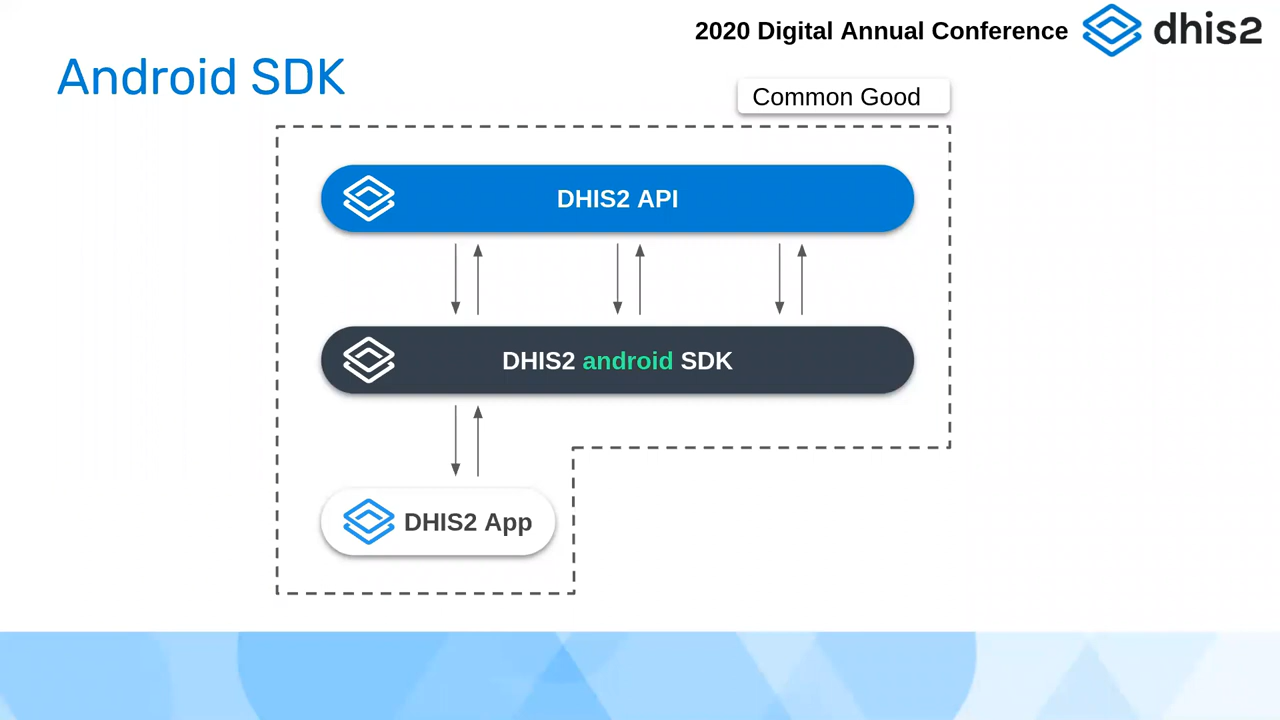 2020 Digital Annual Conference dhis2
Android SDK
Common Good
DHIS2 API
DHIS2 android SDK
DHIS2 App